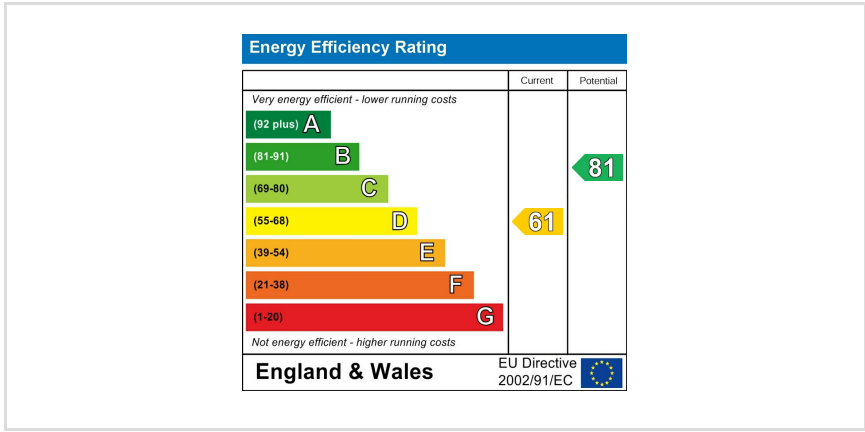 Energy Efficiency Rating
Current Potential
Very energy efficient - lower running costs
(92 plus) A
(81-91) B
81
(69-80) C
(55-68) D
61
(39-54) E
(21-38) F
(1-20) G
Not energy efficient - higher running costs
England & Wales
EU Directive
2002/91/EC